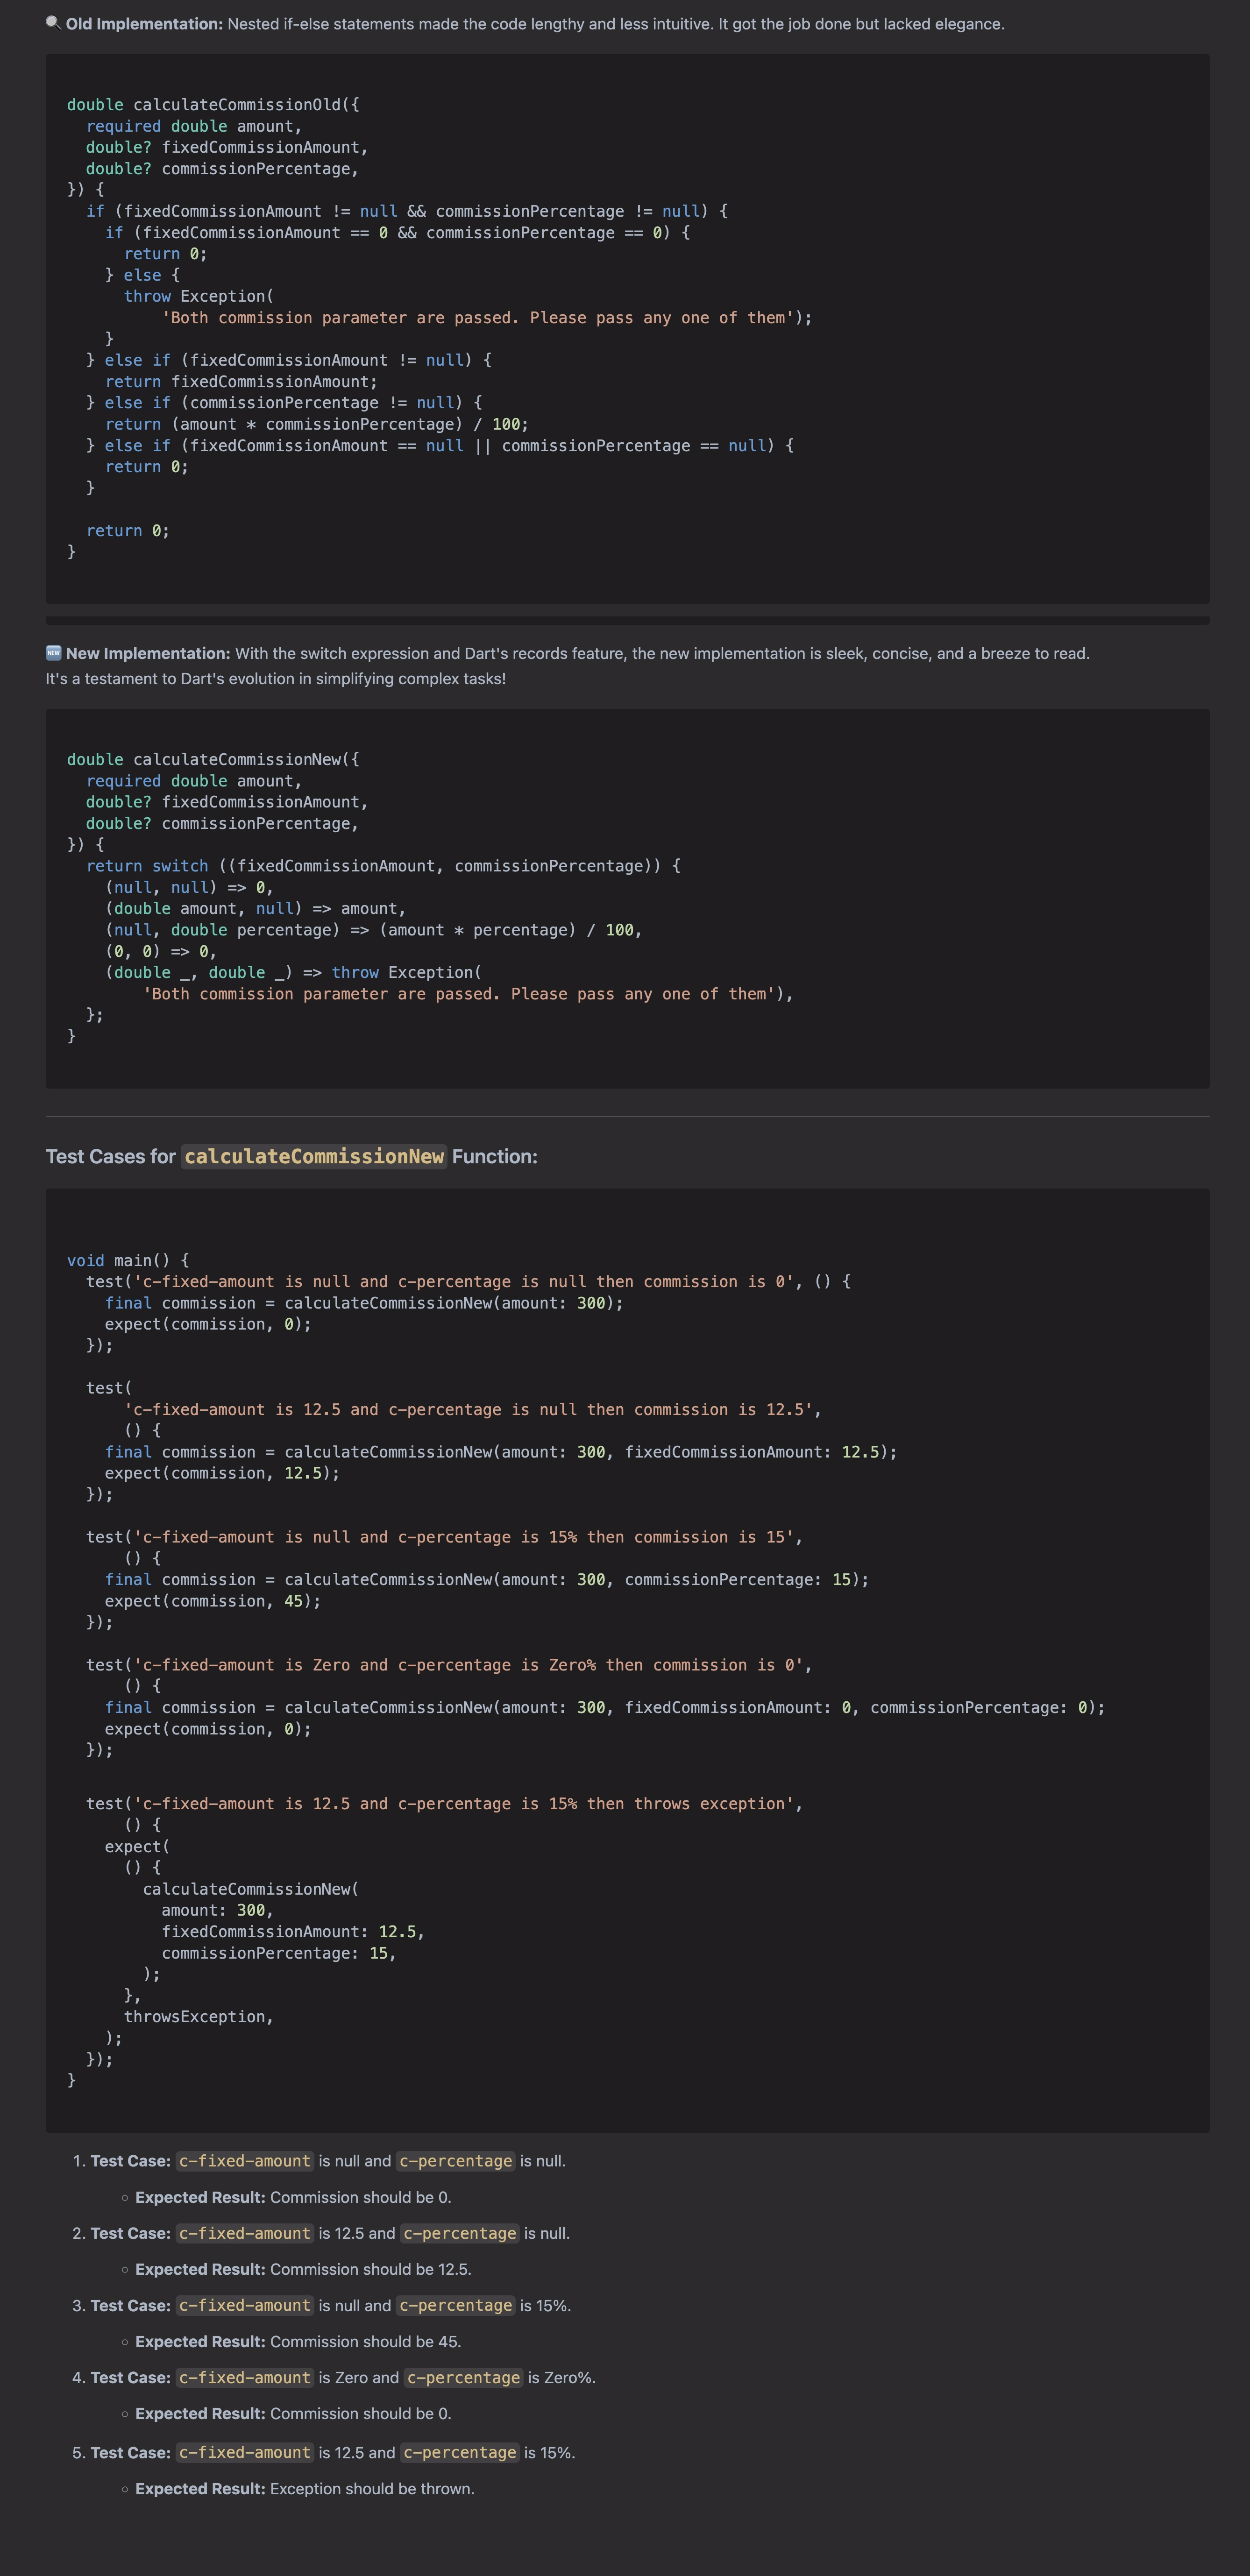 🔍 Old Implementation: Nested if-else statements made the code lengthy and less intuitive. It got the job done but lacked elegance.
double calculateCommissionOld({
  required double amount,
  double? fixedCommissionAmount,
  double? commissionPercentage,
}) {
  if (fixedCommissionAmount != null && commissionPercentage != null) {
    if (fixedCommissionAmount == 0 && commissionPercentage == 0) {
      return 0;
    } else {
      throw Exception(
          'Both commission parameter are passed. Please pass any one of them');
    }
  } else if (fixedCommissionAmount != null) {
    return fixedCommissionAmount;
  } else if (commissionPercentage != null) {
    return (amount * commissionPercentage) / 100;
  } else if (fixedCommissionAmount == null || commissionPercentage == null) {
    return 0;
  }

  return 0;
}
🆕 New Implementation: With the switch expression and Dart's records feature, the new implementation is sleek, concise, and a breeze to read.
It's a testament to Dart's evolution in simplifying complex tasks!
double calculateCommissionNew({
  required double amount,
  double? fixedCommissionAmount,
  double? commissionPercentage,
}) {
  return switch ((fixedCommissionAmount, commissionPercentage)) {
    (null, null) => 0,
    (double amount, null) => amount,
    (null, double percentage) => (amount * percentage) / 100,
    (0, 0) => 0,
    (double _, double _) => throw Exception(
        'Both commission parameter are passed. Please pass any one of them'),
  };
}
Test Cases for calculateCommissionNew Function:
void main() {
  test('c-fixed-amount is null and c-percentage is null then commission is 0', () {
    final commission = calculateCommissionNew(amount: 300);
    expect(commission, 0);
  });

  test(
      'c-fixed-amount is 12.5 and c-percentage is null then commission is 12.5',
      () {
    final commission = calculateCommissionNew(amount: 300, fixedCommissionAmount: 12.5);
    expect(commission, 12.5);
  });

  test('c-fixed-amount is null and c-percentage is 15% then commission is 15',
      () {
    final commission = calculateCommissionNew(amount: 300, commissionPercentage: 15);
    expect(commission, 45);
  });

  test('c-fixed-amount is Zero and c-percentage is Zero% then commission is 0',
      () {
    final commission = calculateCommissionNew(amount: 300, fixedCommissionAmount: 0, commissionPercentage: 0);
    expect(commission, 0);
  });

  test('c-fixed-amount is 12.5 and c-percentage is 15% then throws exception',
      () {
    expect(
      () {
        calculateCommissionNew(
          amount: 300,
          fixedCommissionAmount: 12.5,
          commissionPercentage: 15,
        );
      },
      throwsException,
    );
  });
}
1. Test Case: c-fixed-amount is null and c-percentage is null.
○ Expected Result: Commission should be 0.
2. Test Case: c-fixed-amount is 12.5 and c-percentage is null.
○ Expected Result: Commission should be 12.5.
3. Test Case: c-fixed-amount is null and c-percentage is 15%.
○ Expected Result: Commission should be 45.
4. Test Case: c-fixed-amount is Zero and c-percentage is Zero%.
○ Expected Result: Commission should be 0.
5. Test Case: c-fixed-amount is 12.5 and c-percentage is 15%.
○ Expected Result: Exception should be thrown.